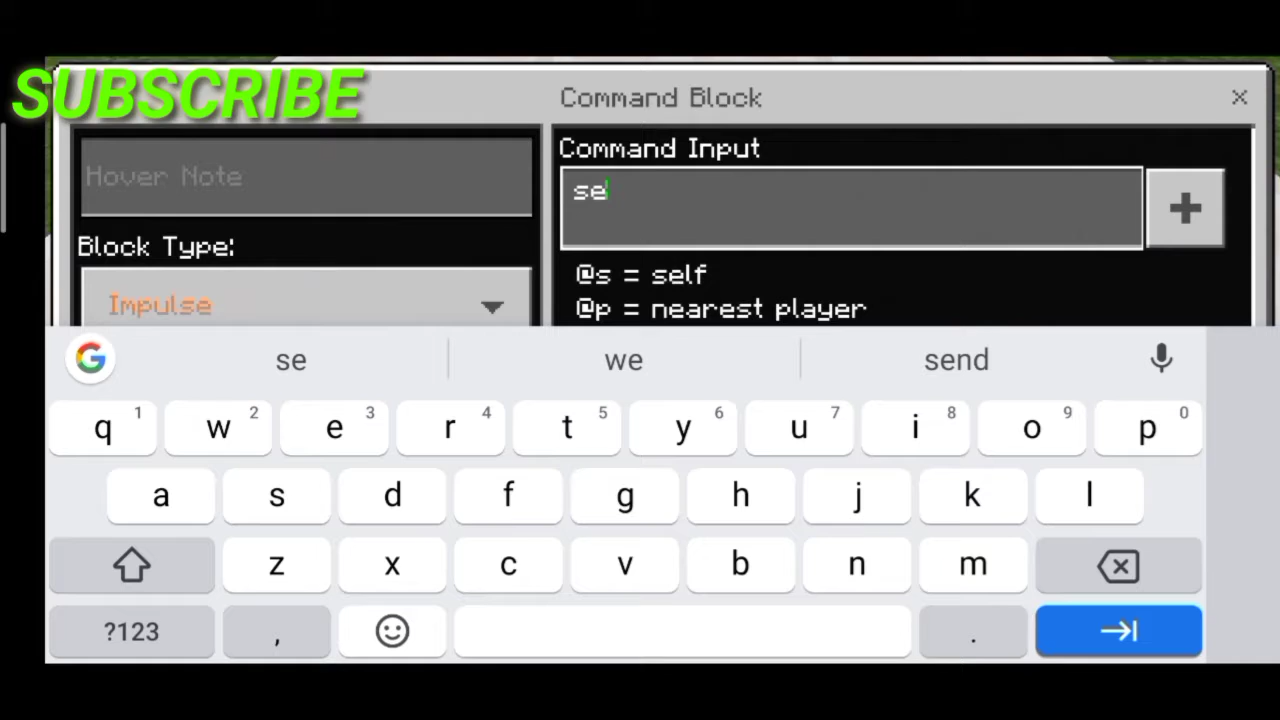 SUBSCRIBE
Command Block
Hover Note
Block Type:
Impulse
Command Input
se
@s = self
@p = nearest player
se we send
q 1 w 2 e 3 r 4 t 5 y 6 u 7 i 8 o 9 p 0
a s d f g h j k l
z x c v b n m
?123 , .